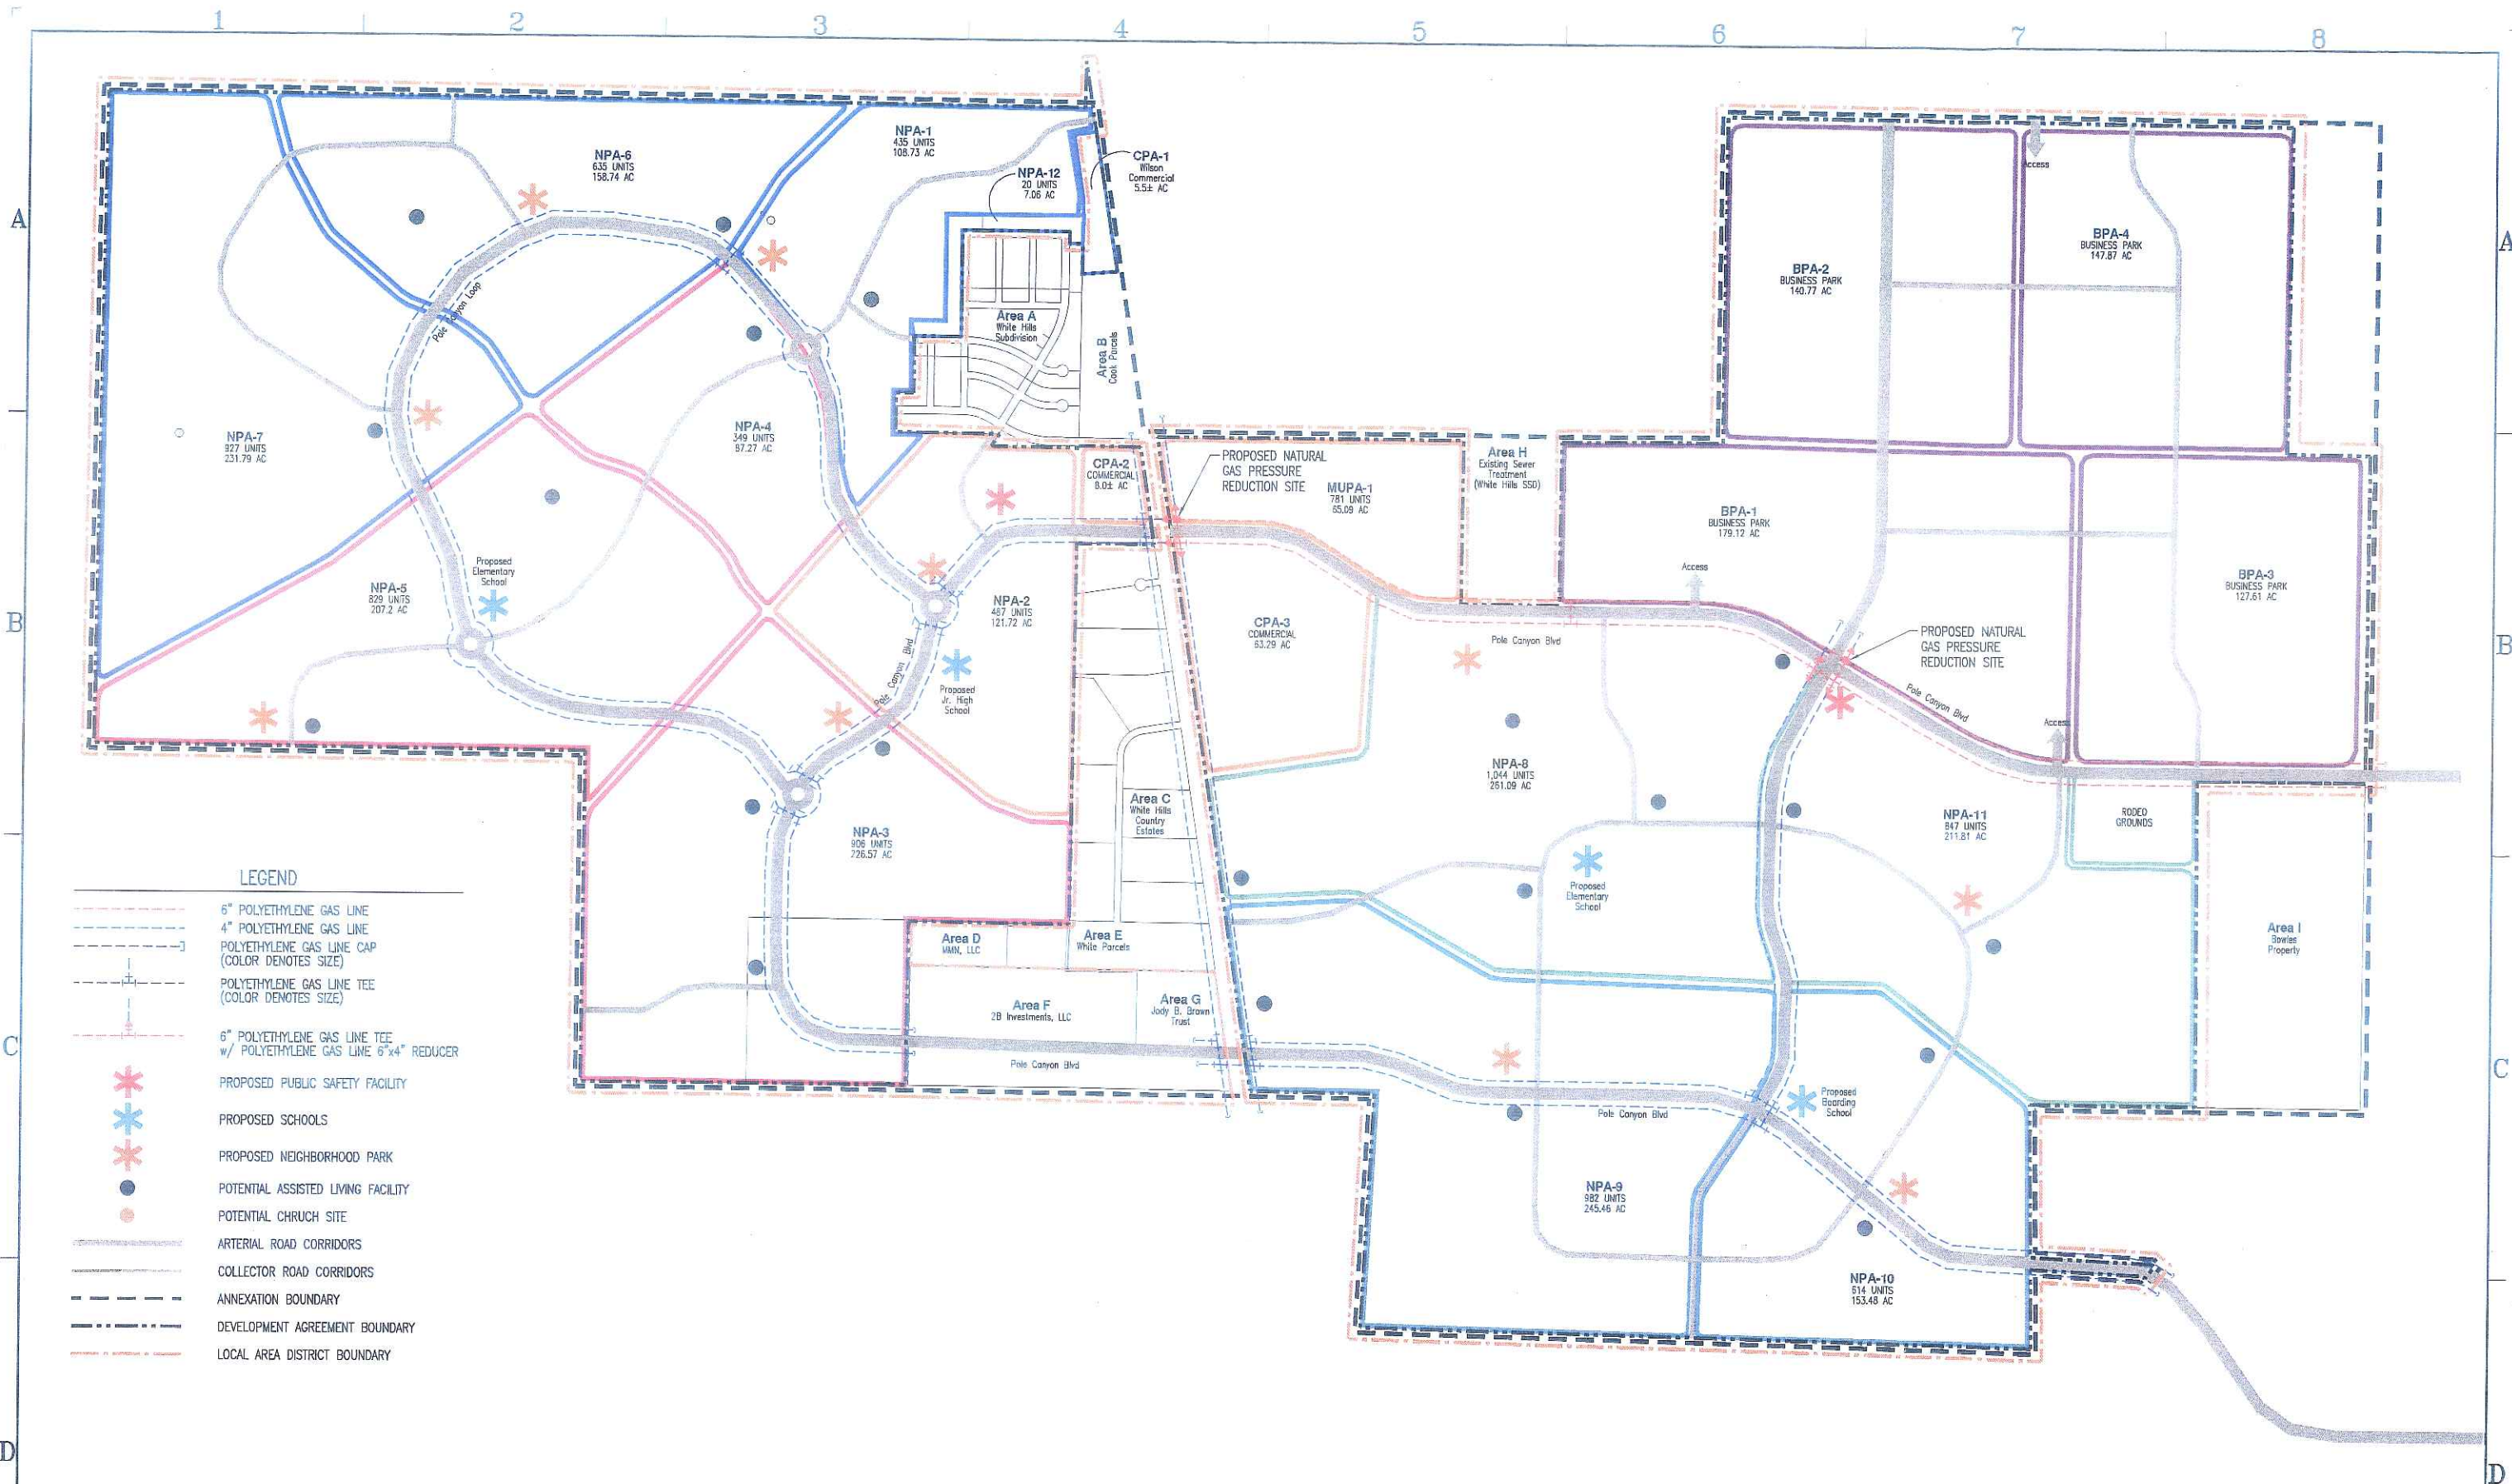 1 2 3 4 5 6 7 8
A
A
B
B
C
C
D
D
NPA-1
435 UNITS
108.73 AC
NPA-6
635 UNITS
158.74 AC
NPA-12
20 UNITS
7.06 AC
CPA-1
Wilson
Commercial
5.5± AC
Access
BPA-4
BUSINESS PARK
147.87 AC
BPA-2
BUSINESS PARK
140.77 AC
Pole Canyon Loop
Area A
White Hills
Subdivision
Area B
Cook Parcels
NPA-7
927 UNITS
231.79 AC
NPA-4
349 UNITS
87.27 AC
CPA-2
COMMERCIAL
8.0± AC
PROPOSED NATURAL
GAS PRESSURE
REDUCTION SITE
MUPA-1
781 UNITS
65.09 AC
Area H
Existing Sewer
Treatment
(White Hills SSD)
BPA-1
BUSINESS PARK
179.12 AC
Access
BPA-3
BUSINESS PARK
127.61 AC
NPA-5
829 UNITS
207.2 AC
Proposed
Elementary
School
NPA-2
487 UNITS
121.72 AC
Pole Canyon Blvd
Proposed
Jr. High
School
CPA-3
COMMERCIAL
63.29 AC
Pole Canyon Blvd
PROPOSED NATURAL
GAS PRESSURE
REDUCTION SITE
Pole Canyon Blvd
Access
NPA-8
1,044 UNITS
261.09 AC
NPA-11
847 UNITS
211.81 AC
RODEO
GROUNDS
Area C
White Hills
Country
Estates
NPA-3
906 UNITS
226.57 AC
Proposed
Elementary
School
Area D
MMN, LLC
Area E
White Parcels
Area F
2B Investments, LLC
Area G
Jody B. Brown
Trust
Area I
Bowles
Property
Pole Canyon Blvd
Pole Canyon Blvd
Proposed
Boarding
School
NPA-9
982 UNITS
245.46 AC
NPA-10
614 UNITS
153.48 AC
LEGEND
6" POLYETHYLENE GAS LINE
4" POLYETHYLENE GAS LINE
POLYETHYLENE GAS LINE CAP
(COLOR DENOTES SIZE)
POLYETHYLENE GAS LINE TEE
(COLOR DENOTES SIZE)
6" POLYETHYLENE GAS LINE TEE
w/ POLYETHYLENE GAS LINE 6"x4" REDUCER
PROPOSED PUBLIC SAFETY FACILITY
PROPOSED SCHOOLS
PROPOSED NEIGHBORHOOD PARK
POTENTIAL ASSISTED LIVING FACILITY
POTENTIAL CHRUCH SITE
ARTERIAL ROAD CORRIDORS
COLLECTOR ROAD CORRIDORS
ANNEXATION BOUNDARY
DEVELOPMENT AGREEMENT BOUNDARY
LOCAL AREA DISTRICT BOUNDARY